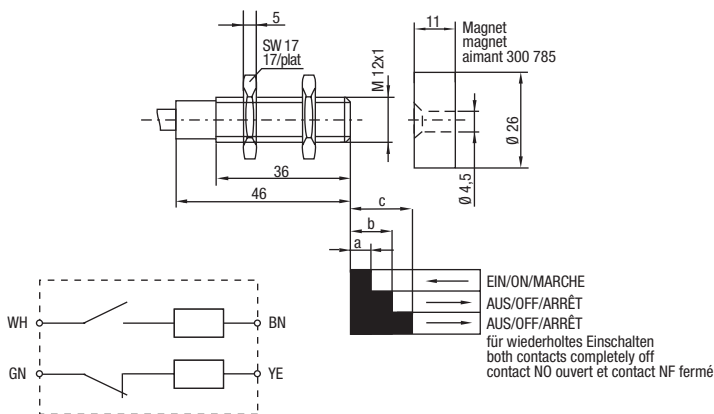 5
SW 17
17/plat
M 12x1
11
Magnet
magnet
aimant 300 785
Ø 26
Ø 4,5
36
46
c
b
a
EIN/ON/MARCHE
AUS/OFF/ARRÊT
AUS/OFF/ARRÊT
für wiederholtes Einschalten
both contacts completely off
contact NO ouvert et contact NF fermé
WH
BN
GN
YE